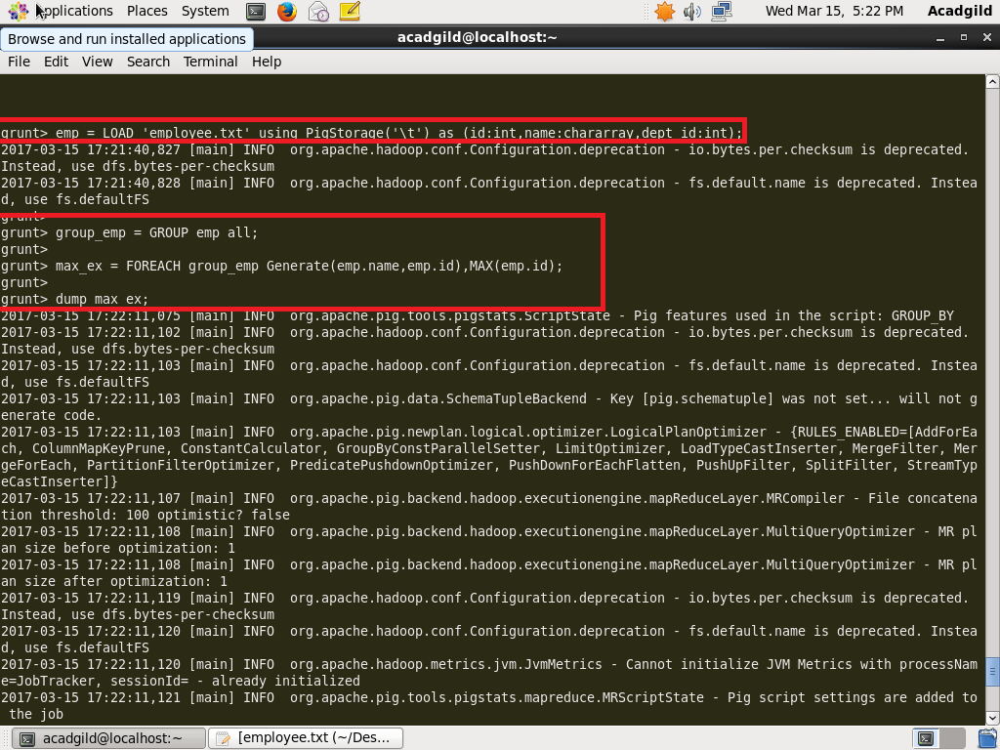 Applications Places System Wed Mar 15, 5:22 PM Acadgild
Browse and run installed applications
acadgild@localhost:~
File Edit View Search Terminal Help
grunt> emp = LOAD 'employee.txt' using PigStorage('\t') as (id:int,name:chararray,dept_id:int);
2017-03-15 17:21:40,827 [main] INFO  org.apache.hadoop.conf.Configuration.deprecation - io.bytes.per.checksum is deprecated.
Instead, use dfs.bytes-per-checksum
2017-03-15 17:21:40,828 [main] INFO  org.apache.hadoop.conf.Configuration.deprecation - fs.default.name is deprecated. Instea
d, use fs.defaultFS
grunt>
grunt> group_emp = GROUP emp all;
grunt>
grunt> max_ex = FOREACH group_emp Generate(emp.name,emp.id),MAX(emp.id);
grunt>
grunt> dump max_ex;
2017-03-15 17:22:11,075 [main] INFO  org.apache.pig.tools.pigstats.ScriptState - Pig features used in the script: GROUP_BY
2017-03-15 17:22:11,102 [main] INFO  org.apache.hadoop.conf.Configuration.deprecation - io.bytes.per.checksum is deprecated.
Instead, use dfs.bytes-per-checksum
2017-03-15 17:22:11,103 [main] INFO  org.apache.hadoop.conf.Configuration.deprecation - fs.default.name is deprecated. Instea
d, use fs.defaultFS
2017-03-15 17:22:11,103 [main] INFO  org.apache.pig.data.SchemaTupleBackend - Key [pig.schematuple] was not set... will not g
enerate code.
2017-03-15 17:22:11,103 [main] INFO  org.apache.pig.newplan.logical.optimizer.LogicalPlanOptimizer - {RULES_ENABLED=[AddForEa
ch, ColumnMapKeyPrune, ConstantCalculator, GroupByConstParallelSetter, LimitOptimizer, LoadTypeCastInserter, MergeFilter, Mer
geForEach, PartitionFilterOptimizer, PredicatePushdownOptimizer, PushDownForEachFlatten, PushUpFilter, SplitFilter, StreamTyp
eCastInserter]}
2017-03-15 17:22:11,107 [main] INFO  org.apache.pig.backend.hadoop.executionengine.mapReduceLayer.MRCompiler - File concatena
tion threshold: 100 optimistic? false
2017-03-15 17:22:11,108 [main] INFO  org.apache.pig.backend.hadoop.executionengine.mapReduceLayer.MultiQueryOptimizer - MR pl
an size before optimization: 1
2017-03-15 17:22:11,108 [main] INFO  org.apache.pig.backend.hadoop.executionengine.mapReduceLayer.MultiQueryOptimizer - MR pl
an size after optimization: 1
2017-03-15 17:22:11,119 [main] INFO  org.apache.hadoop.conf.Configuration.deprecation - io.bytes.per.checksum is deprecated.
Instead, use dfs.bytes-per-checksum
2017-03-15 17:22:11,120 [main] INFO  org.apache.hadoop.conf.Configuration.deprecation - fs.default.name is deprecated. Instea
d, use fs.defaultFS
2017-03-15 17:22:11,120 [main] INFO  org.apache.hadoop.metrics.jvm.JvmMetrics - Cannot initialize JVM Metrics with processNam
e=JobTracker, sessionId= - already initialized
2017-03-15 17:22:11,121 [main] INFO  org.apache.pig.tools.pigstats.mapreduce.MRScriptState - Pig script settings are added to
 the job
acadgild@localhost:~ [employee.txt (~/Des...